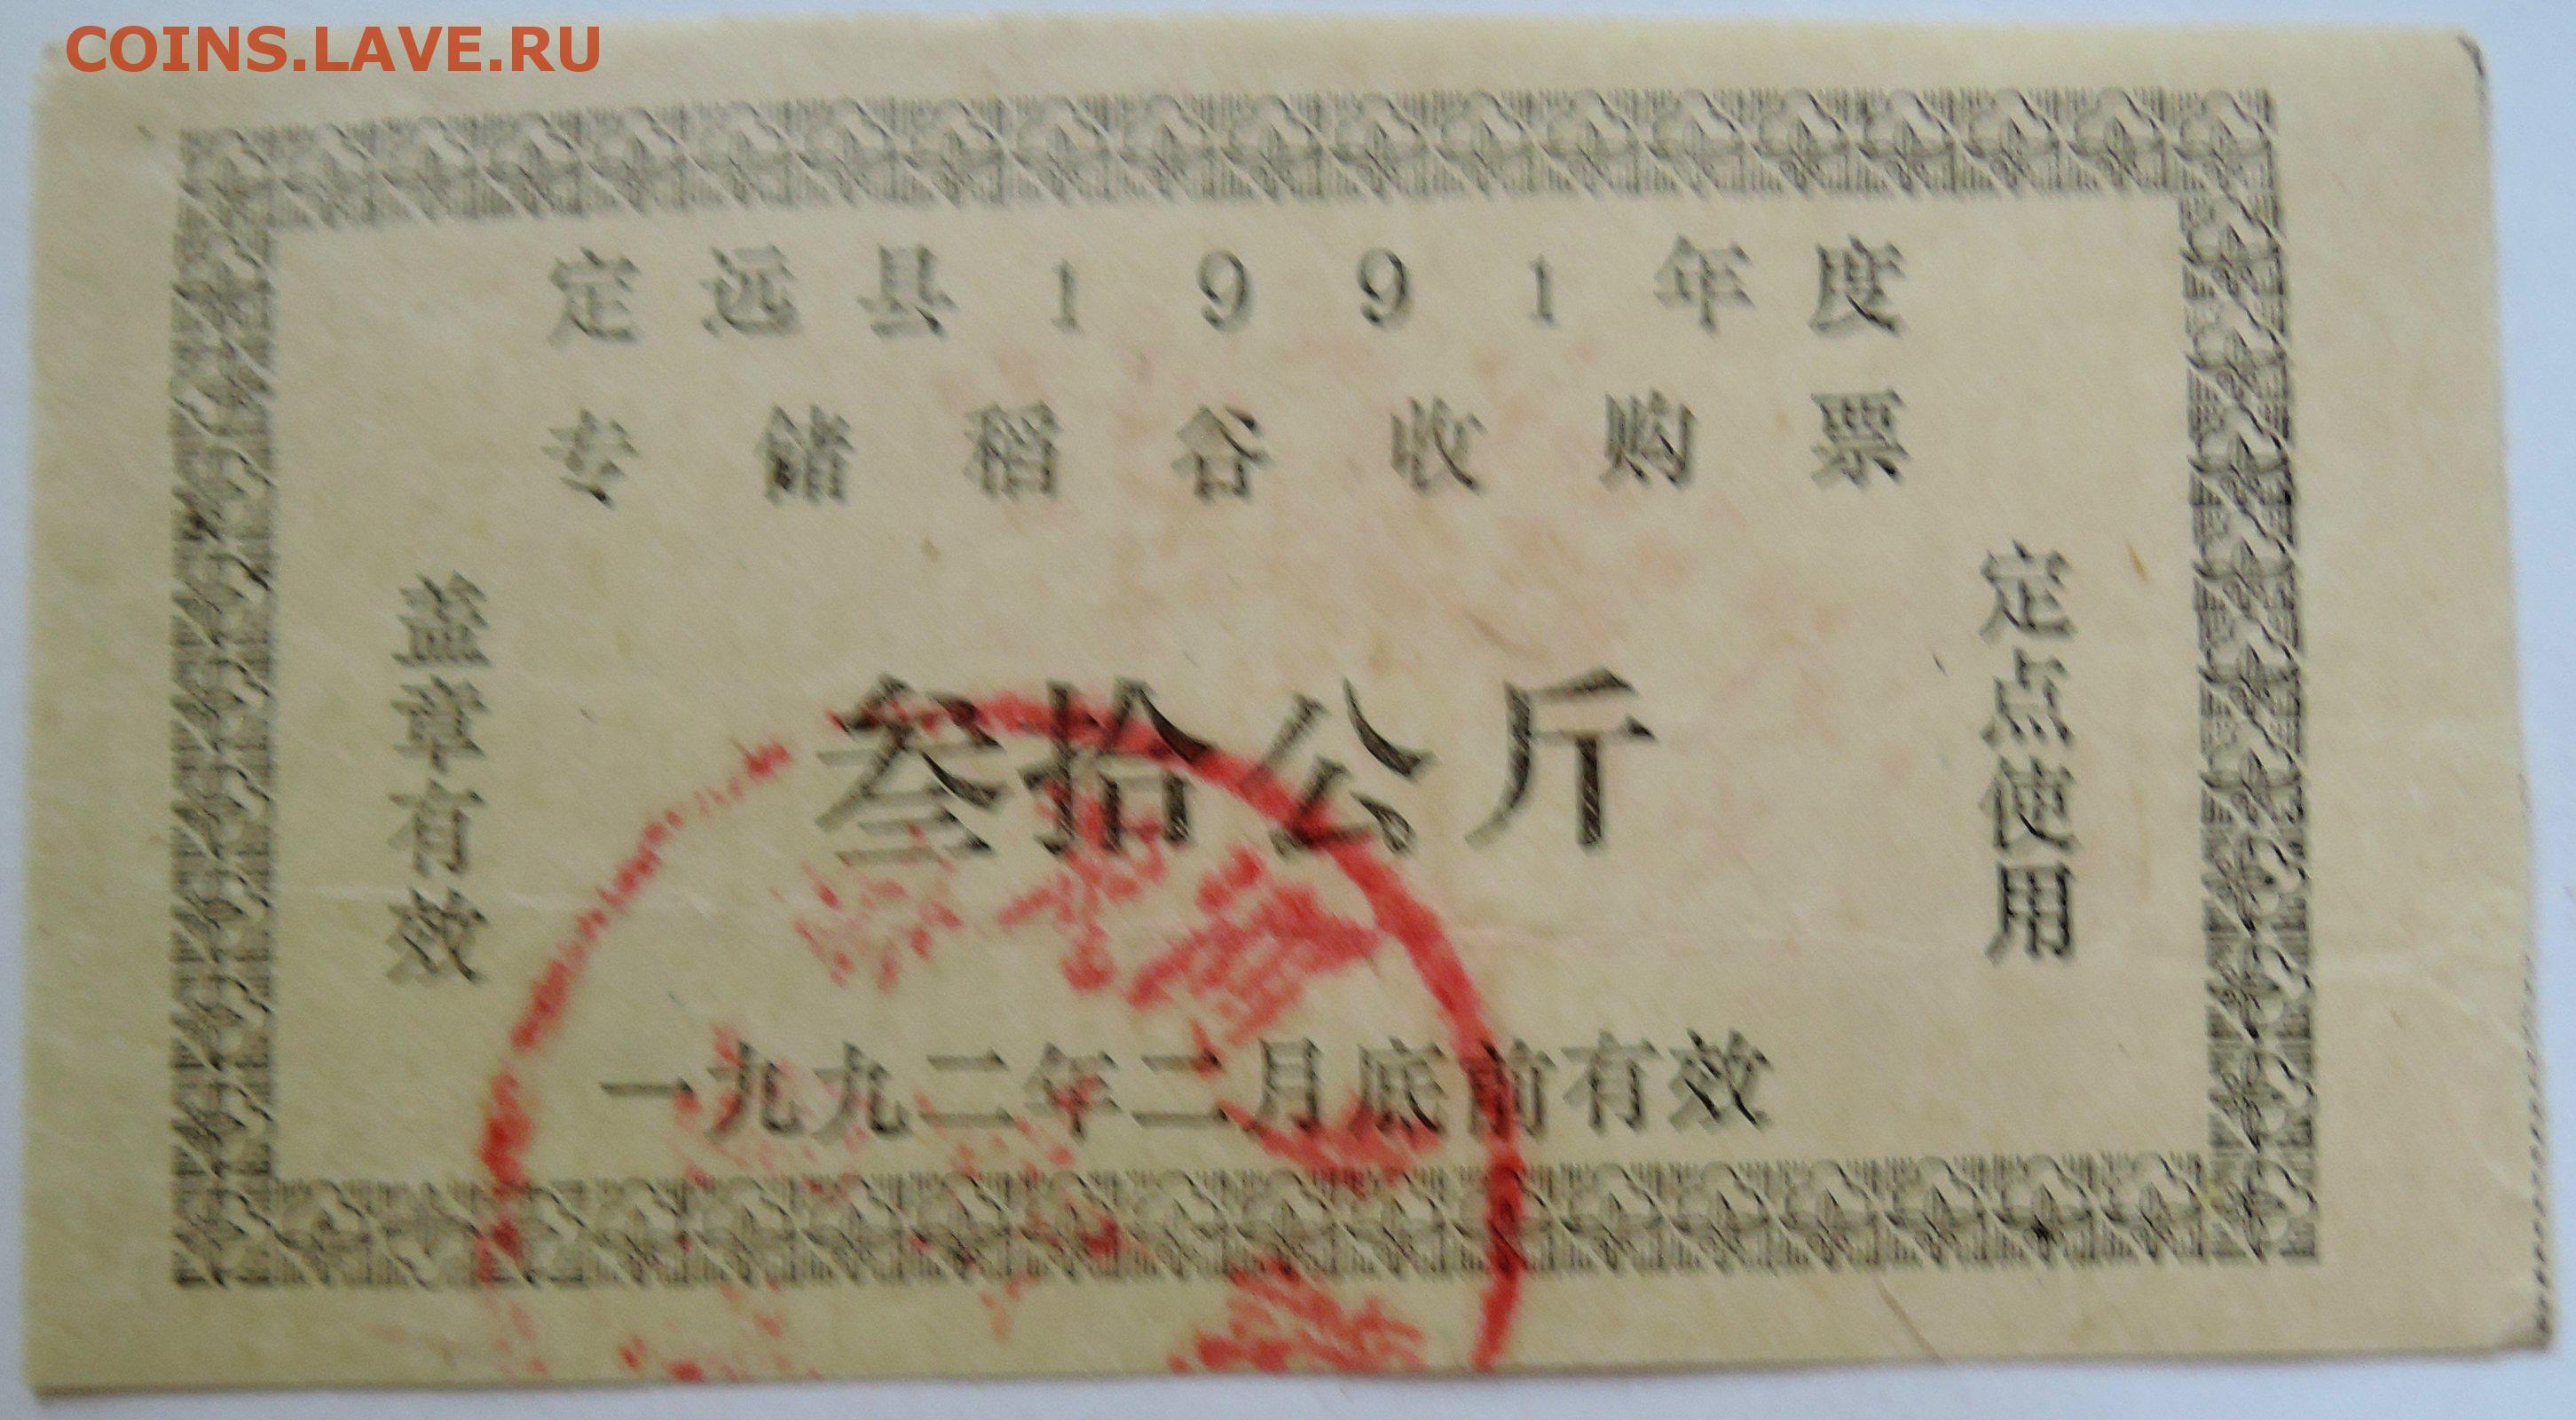 COINS.LAVE.RU
定远县1991年度
专储稻谷收购票
盖章有效
叁拾公斤
定点使用
一九九二年二月底前有效